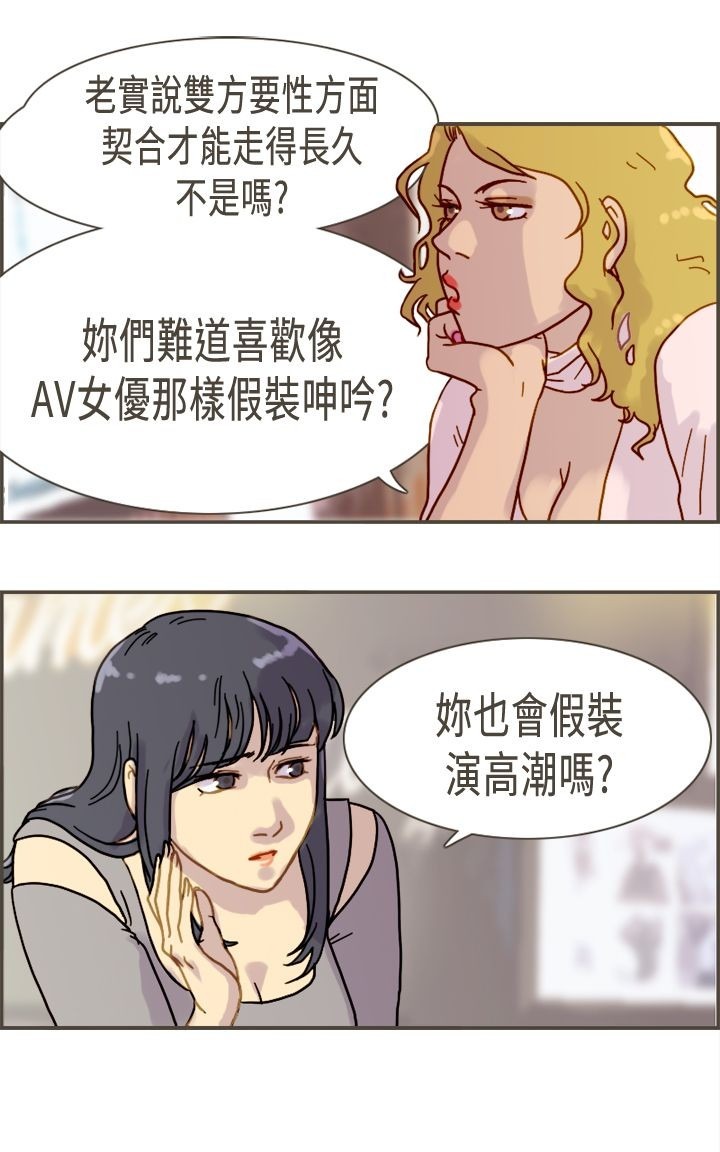 老實說雙方要性方面
契合才能走得長久
不是嗎?
妳們難道喜歡像
AV女優那樣假裝呻吟?
妳也會假裝
演高潮嗎?